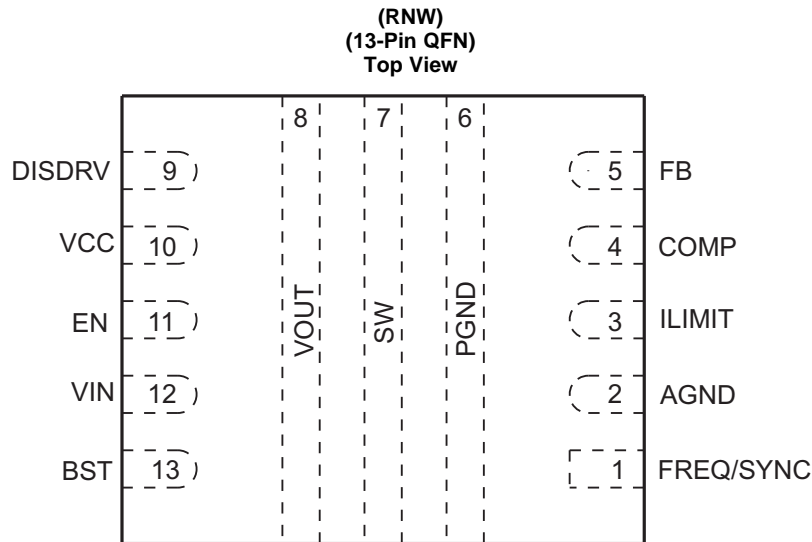 (RNW)
(13-Pin QFN)
Top View
8 7 6
DISDRV 9 5 FB
VCC 10 4 COMP
EN 11 3 ILIMIT
VOUT SW PGND
VIN 12 2 AGND
BST 13 1 FREQ/SYNC